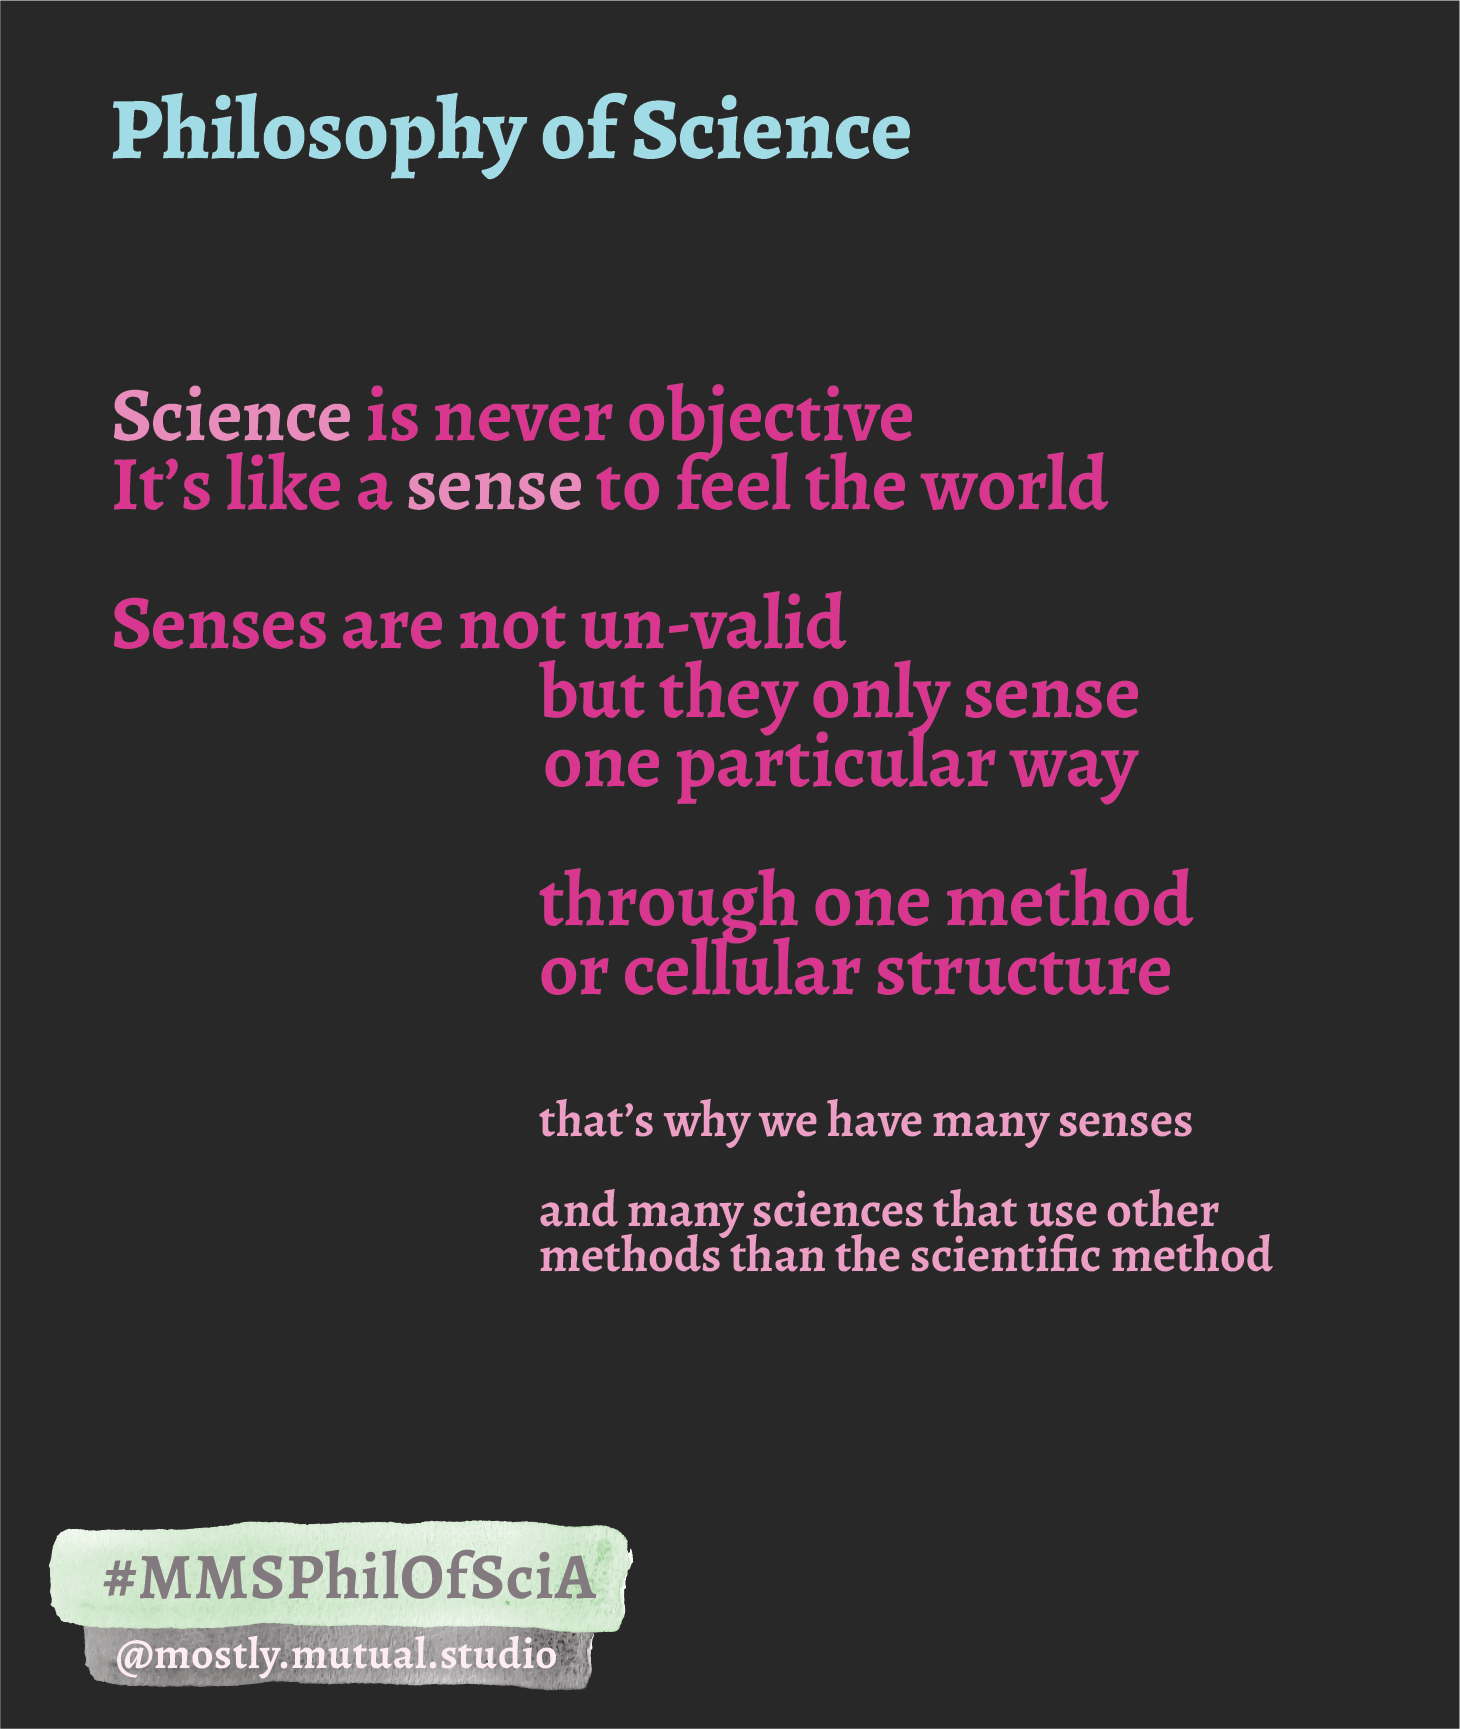 Philosophy of Science
Science is never objective
It’s like a sense to feel the world
Senses are not un-valid
but they only sense
one particular way
through one method
or cellular structure
that’s why we have many senses
and many sciences that use other
methods than the scientific method
#MMSPhilOfSciA
@mostly.mutual.studio